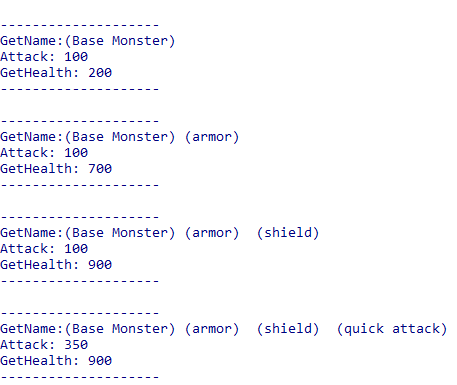 --------------------
GetName:(Base Monster)
Attack: 100
GetHealth: 200
--------------------
--------------------
GetName:(Base Monster) (armor)
Attack: 100
GetHealth: 700
--------------------
--------------------
GetName:(Base Monster) (armor)  (shield)
Attack: 100
GetHealth: 900
--------------------
--------------------
GetName:(Base Monster) (armor)  (shield)  (quick attack)
Attack: 350
GetHealth: 900
--------------------